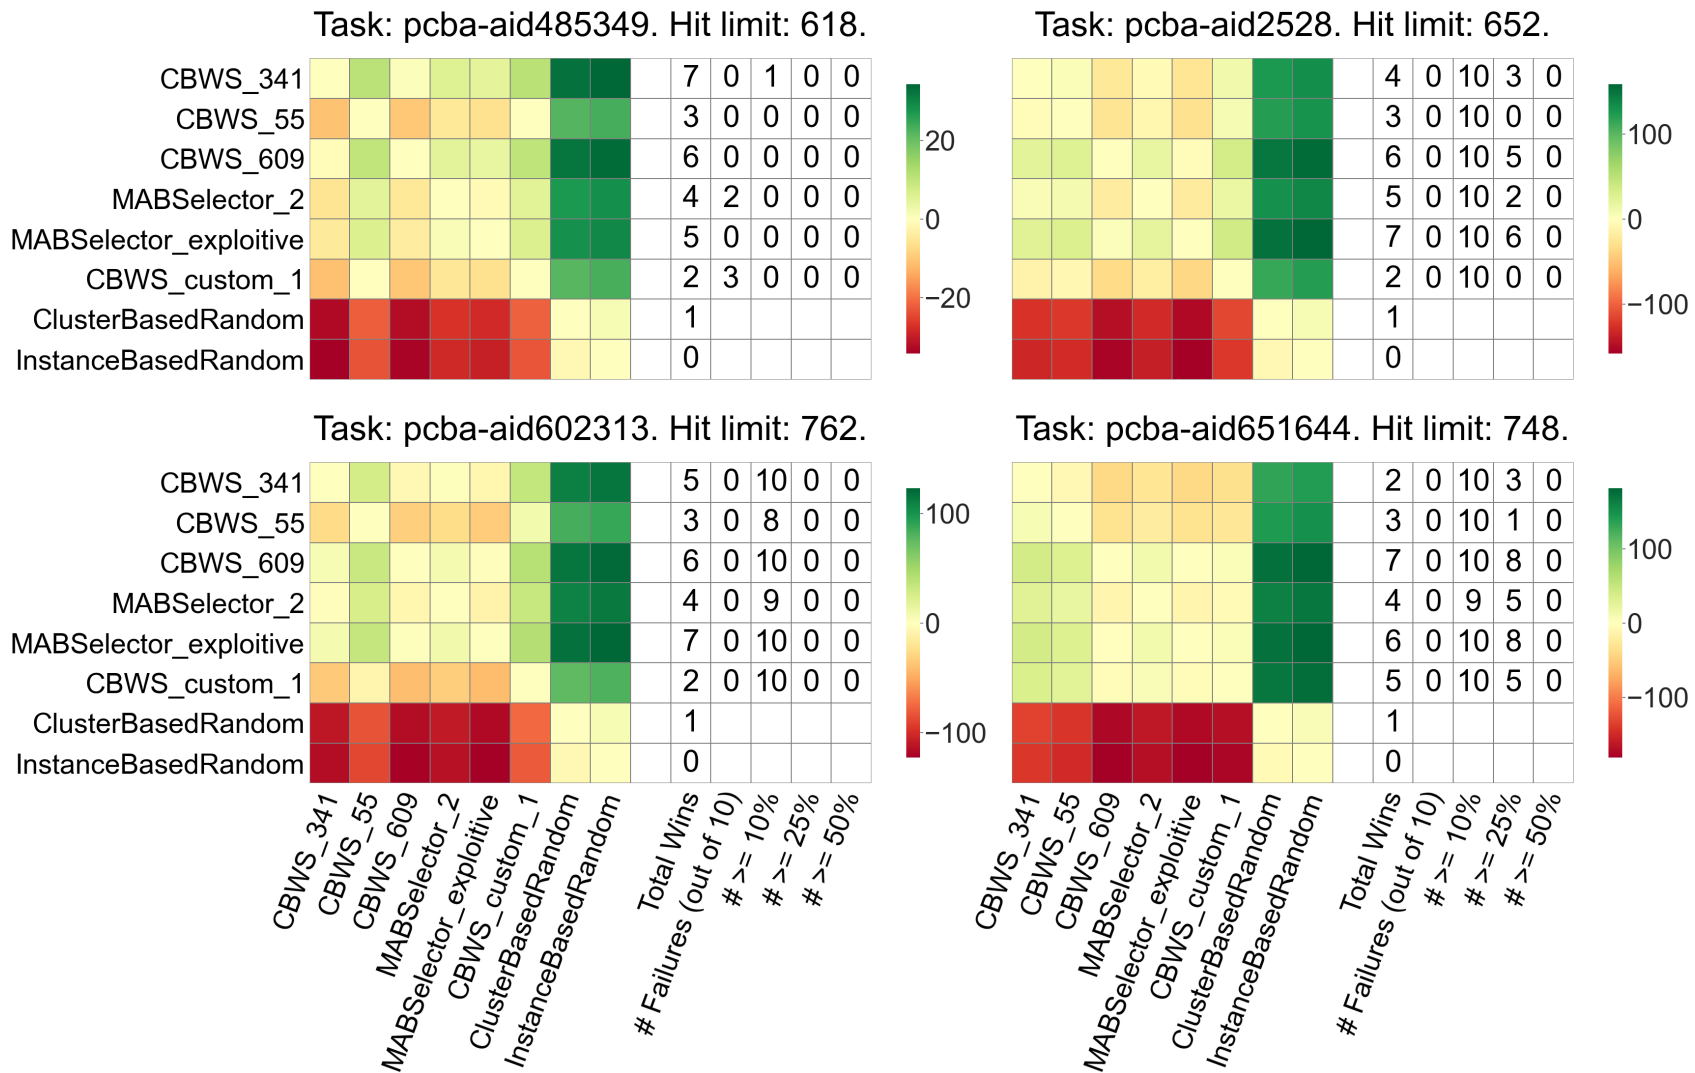 Task: pcba-aid485349. Hit limit: 618.
CBWS_341 7 0 1 0 0
CBWS_55 3 0 0 0 0
CBWS_609 6 0 0 0 0
MABSelector_2 4 2 0 0 0
MABSelector_exploitive 5 0 0 0 0
CBWS_custom_1 2 3 0 0 0
ClusterBasedRandom 1
InstanceBasedRandom 0
20
0
−20
Task: pcba-aid2528. Hit limit: 652.
4 0 10 3 0
3 0 10 0 0
6 0 10 5 0
5 0 10 2 0
7 0 10 6 0
2 0 10 0 0
1
0
100
0
−100
Task: pcba-aid602313. Hit limit: 762.
CBWS_341 5 0 10 0 0
CBWS_55 3 0 8 0 0
CBWS_609 6 0 10 0 0
MABSelector_2 4 0 9 0 0
MABSelector_exploitive 7 0 10 0 0
CBWS_custom_1 2 0 10 0 0
ClusterBasedRandom 1
InstanceBasedRandom 0
100
0
−100
CBWS_341
CBWS_55
CBWS_609
MABSelector_2
MABSelector_exploitive
CBWS_custom_1
ClusterBasedRandom
InstanceBasedRandom
Total Wins
# Failures (out of 10)
# >= 10%
# >= 25%
# >= 50%
Task: pcba-aid651644. Hit limit: 748.
2 0 10 3 0
3 0 10 1 0
7 0 10 8 0
4 0 9 5 0
6 0 10 8 0
5 0 10 5 0
1
0
100
0
−100
CBWS_341
CBWS_55
CBWS_609
MABSelector_2
MABSelector_exploitive
CBWS_custom_1
ClusterBasedRandom
InstanceBasedRandom
Total Wins
# Failures (out of 10)
# >= 10%
# >= 25%
# >= 50%